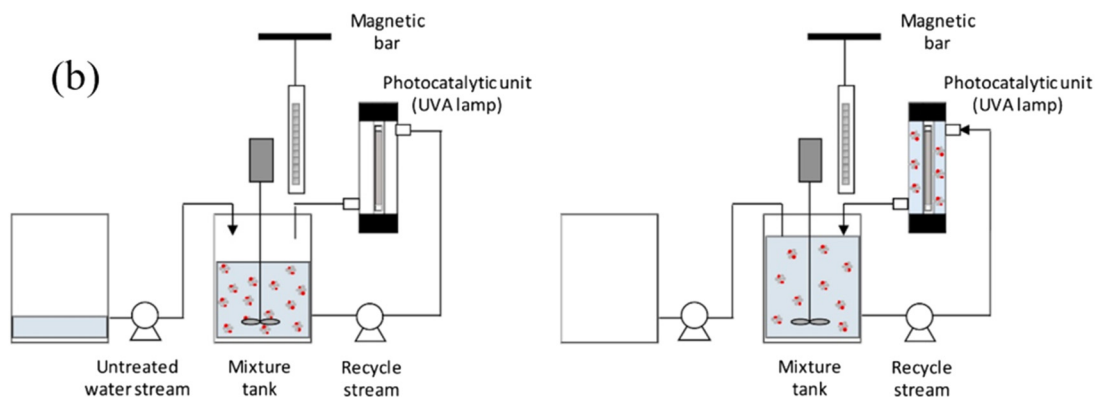 (b)
Magnetic
bar
Photocatalytic unit
(UVA lamp)
Untreated
water stream
Mixture
tank
Recycle
stream
Magnetic
bar
Photocatalytic unit
(UVA lamp)
Mixture
tank
Recycle
stream